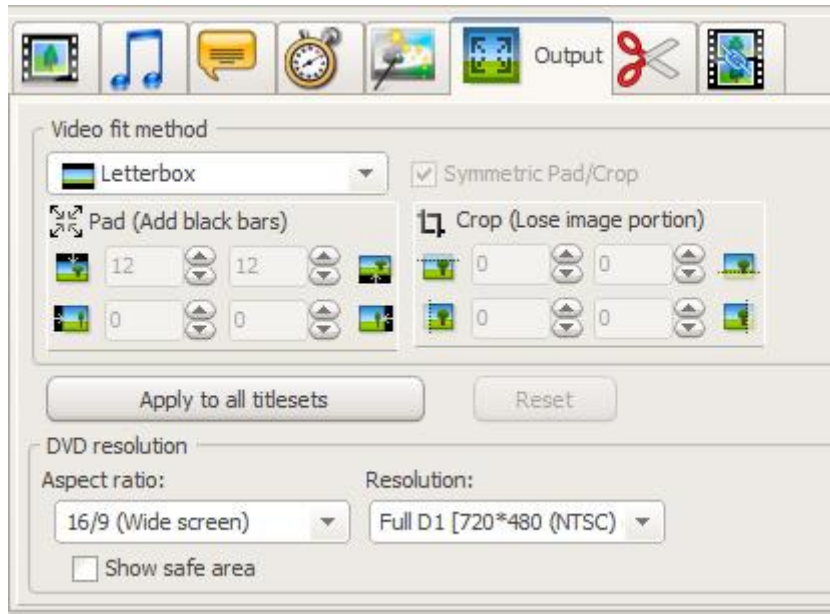 Output
Video fit method
Letterbox
Symmetric Pad/Crop
Pad (Add black bars)
Crop (Lose image portion)
12 12 0 0
0 0 0 0
Apply to all titlesets
Reset
DVD resolution
Aspect ratio: Resolution:
16/9 (Wide screen) Full D1 [720*480 (NTSC)
Show safe area